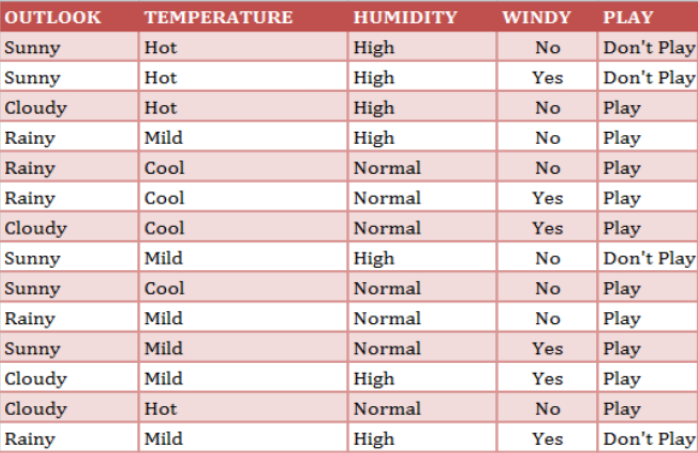 OUTLOOK TEMPERATURE HUMIDITY WINDY PLAY
Sunny Hot High No Don't Play
Sunny Hot High Yes Don't Play
Cloudy Hot High No Play
Rainy Mild High No Play
Rainy Cool Normal No Play
Rainy Cool Normal Yes Play
Cloudy Cool Normal Yes Play
Sunny Mild High No Don't Play
Sunny Cool Normal No Play
Rainy Mild Normal No Play
Sunny Mild Normal Yes Play
Cloudy Mild High Yes Play
Cloudy Hot Normal No Play
Rainy Mild High Yes Don't Play